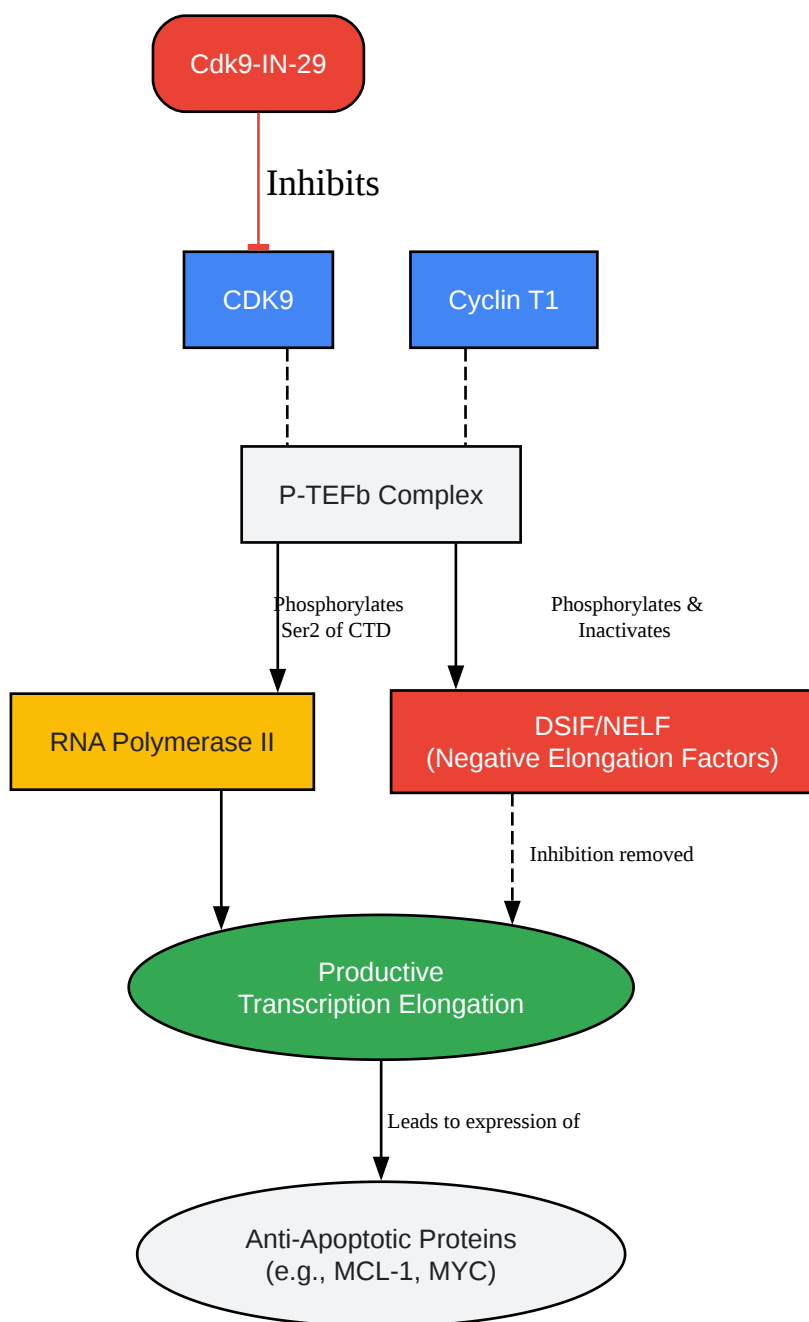 Cdk9-IN-29
Inhibits
CDK9
Cyclin T1
P-TEFb Complex
Phosphorylates
Ser2 of CTD
Phosphorylates &
Inactivates
RNA Polymerase II
DSIF/NELF
(Negative Elongation Factors)
Inhibition removed
Productive
Transcription Elongation
Leads to expression of
Anti-Apoptotic Proteins
(e.g., MCL-1, MYC)